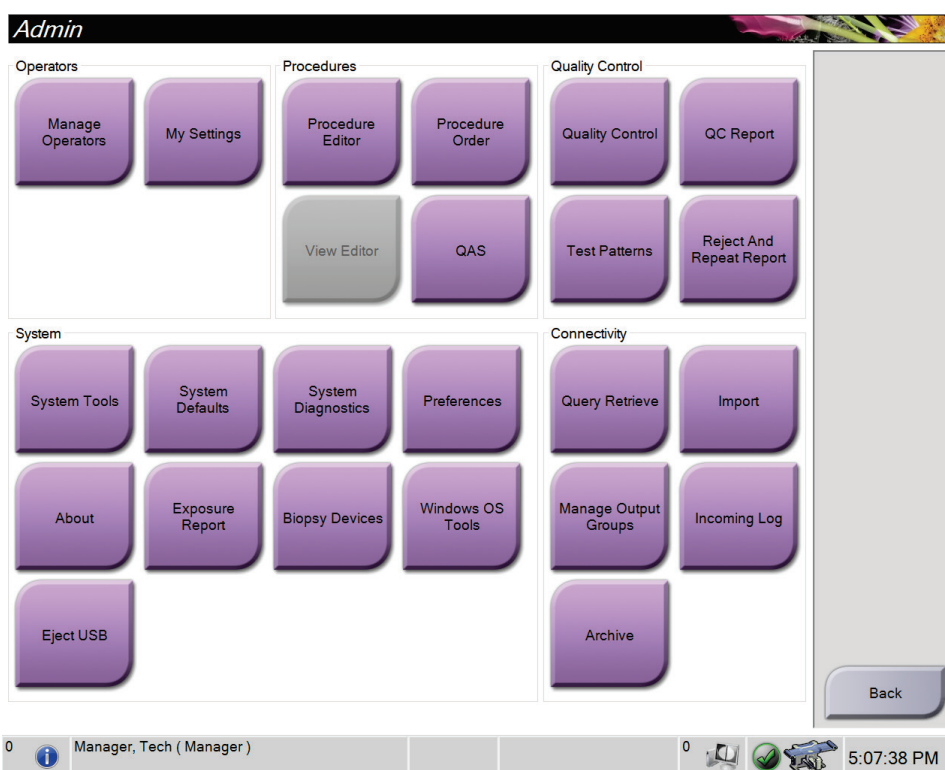 Admin
Operators
Manage
Operators
My Settings
Procedures
Procedure
Editor
Procedure
Order
View Editor
QAS
Quality Control
Quality Control
QC Report
Test Patterns
Reject And
Repeat Report
System
System Tools
System
Defaults
System
Diagnostics
Preferences
About
Exposure
Report
Biopsy Devices
Windows OS
Tools
Eject USB
Connectivity
Query Retrieve
Import
Manage Output
Groups
Incoming Log
Archive
Back
0
Manager, Tech ( Manager )
0
5:07:38 PM